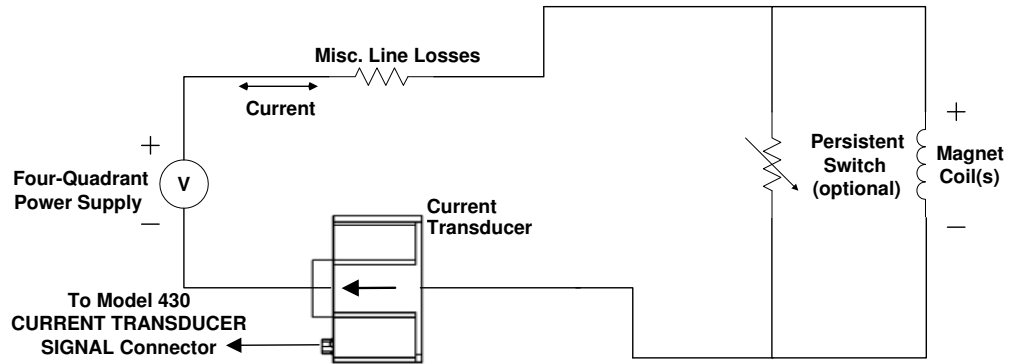 Misc. Line Losses
Current
+
+
Persistent
Switch
(optional)
Magnet
Coil(s)
Four-Quadrant
Power Supply
V
—
—
Current
Transducer
To Model 430
CURRENT TRANSDUCER
SIGNAL Connector